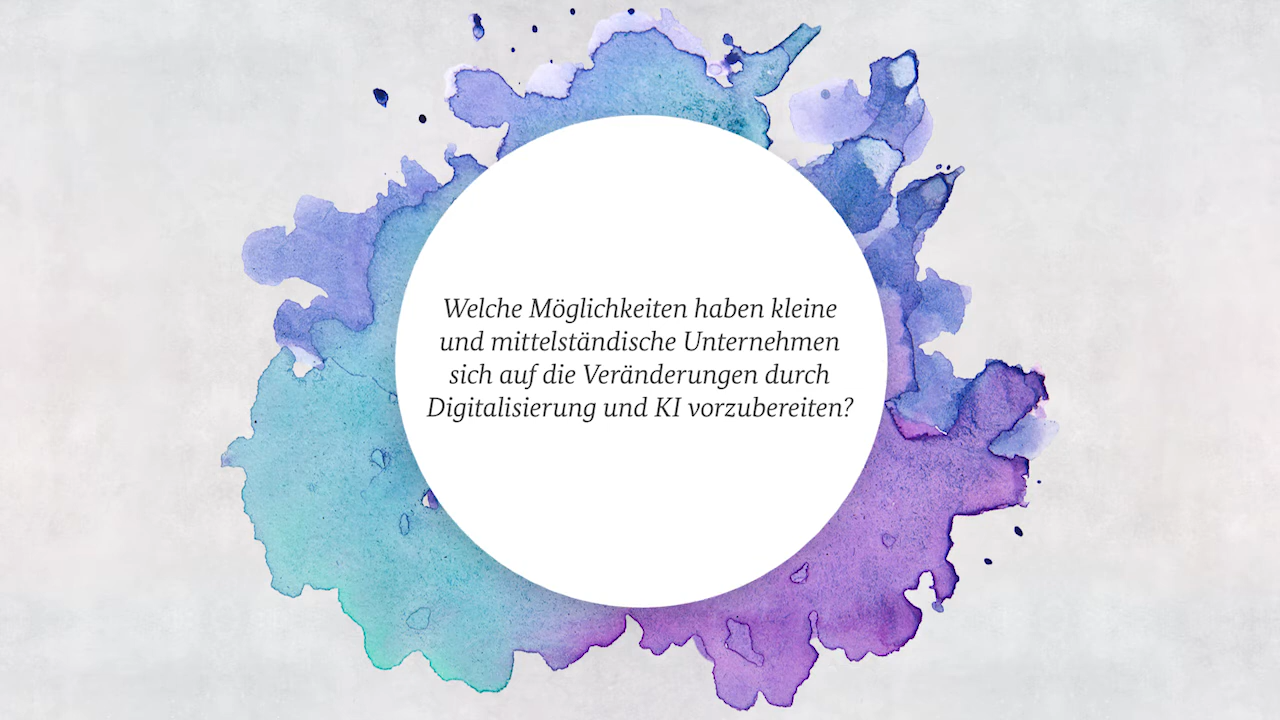 Welche Möglichkeiten haben kleine
und mittelständische Unternehmen
sich auf die Veränderungen durch
Digitalisierung und KI vorzubereiten?